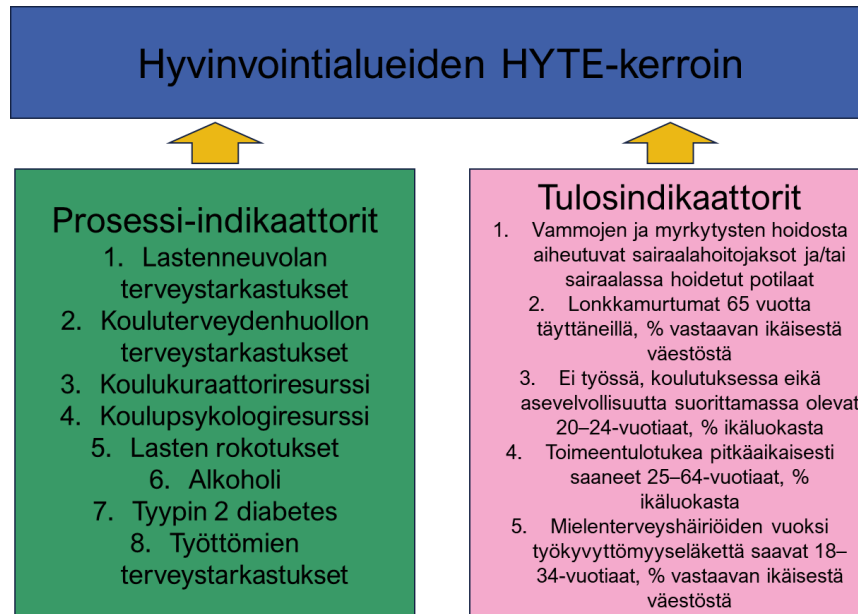 Hyvinvointialueiden HYTE-kerroin
Prosessi-indikaattorit
1. Lastenneuvolan
terveystarkastukset
2. Kouluterveydenhuollon
terveystarkastukset
3. Koulukuraattoriresurssi
4. Koulupsykologiresurssi
5. Lasten rokotukset
6. Alkoholi
7. Tyypin 2 diabetes
8. Työttömien
terveystarkastukset
Tulosindikaattorit
1. Vammojen ja myrkytysten hoidosta
aiheutuvat sairaalahoitojaksot ja/tai
sairaalassa hoidetut potilaat
2. Lonkkamurtumat 65 vuotta
täyttäneillä, % vastaavan ikäisestä
väestöstä
3. Ei työssä, koulutuksessa eikä
asevelvollisuutta suorittamassa olevat
20–24-vuotiaat, % ikäluokasta
4. Toimeentulotukea pitkäaikaisesti
saaneet 25–64-vuotiaat, %
ikäluokasta
5. Mielenterveyshäiriöiden vuoksi
työkyvyttömyyseläkettä saavat 18–
34-vuotiaat, % vastaavan ikäisestä
väestöstä